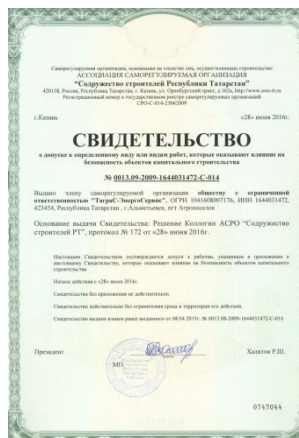 Саморегулируемая организация, основанная на членстве лиц, осуществляющих строительство
АССОЦИАЦИЯ САМОРЕГУЛИРУЕМАЯ ОРГАНИЗАЦИЯ
"Содружество строителей Республики Татарстан"
420138, Россия, Республика Татарстан, г. Казань, ул. Оренбургский тракт, д.162а, http://www.aso-rt.ru
Регистрационный номер в государственном реестре саморегулируемых организаций
СРО-С-014-23062009
г.Казань «28» июня 2016г.
СВИДЕТЕЛЬСТВО
о допуске к определенному виду или видам работ, которые оказывают влияние на
безопасность объектов капитального строительства
№ 0013.09-2009-1644031472-С-014
Выдано члену саморегулируемой организации обществу с ограниченной
ответственностью "ТаграС-ЭнергоСервис", ОГРН 1041608007176, ИНН 1644031472,
423454, Республика Татарстан, г.Альметьевск, пгт Агропоселок
Основание выдачи Свидетельства: Решение Коллегии АСРО "Содружество
строителей РТ", протокол № 172 от «28» июня 2016г.
Настоящим Свидетельством подтверждается допуск к работам, указанным в приложении к
настоящему Свидетельству, которые оказывают влияние на безопасность объектов капитального
строительства
Начало действия с «28» июня 2016г.
Свидетельство без приложения не действительно.
Свидетельство действительно без ограничения срока и территории его действия.
Свидетельство выдано взамен ранее выданного от 08.04.2015г. № 0013.08-2009-1644031472-С-014
Президент Халитов Р.Ш.
МП
0747044